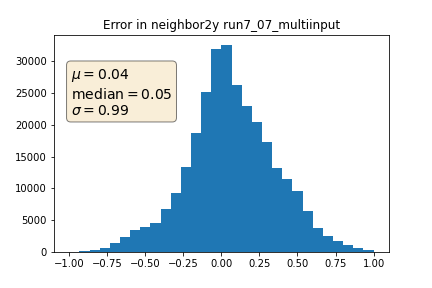 Error in neighbor2y run7_07_multiinput
30000
25000
20000
15000
10000
5000
0
μ = 0.04
median = 0.05
σ = 0.99
−1.00 −0.75 −0.50 −0.25 0.00 0.25 0.50 0.75 1.00